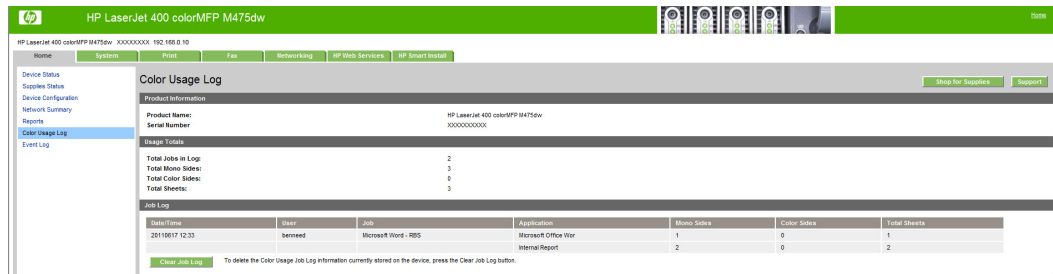 hp HP LaserJet 400 colorMFP M475dw Home
HP LaserJet 400 colorMFP M475dw XXXXXXXX 192.168.0.10
Home System Print Fax Networking HP Web Services HP Smart Install
Device Status
Supplies Status
Device Configuration
Network Summary
Reports
Color Usage Log
Event Log
Color Usage Log Shop for Supplies Support
Product Information
Product Name: HP LaserJet 400 colorMFP M475dw
Serial Number XXXXXXXXXX
Usage Totals
Total Jobs in Log: 2
Total Mono Sides: 3
Total Color Sides: 0
Total Sheets: 3
Job Log
Date/Time User Job Application Mono Sides Color Sides Total Sheets
20110617 12:33 benneed Microsoft Word - RBS Microsoft Office Wor 1 0 1
Internal Report 2 0 2
Clear Job Log To delete the Color Usage Job Log information currently stored on the device, press the Clear Job Log button.